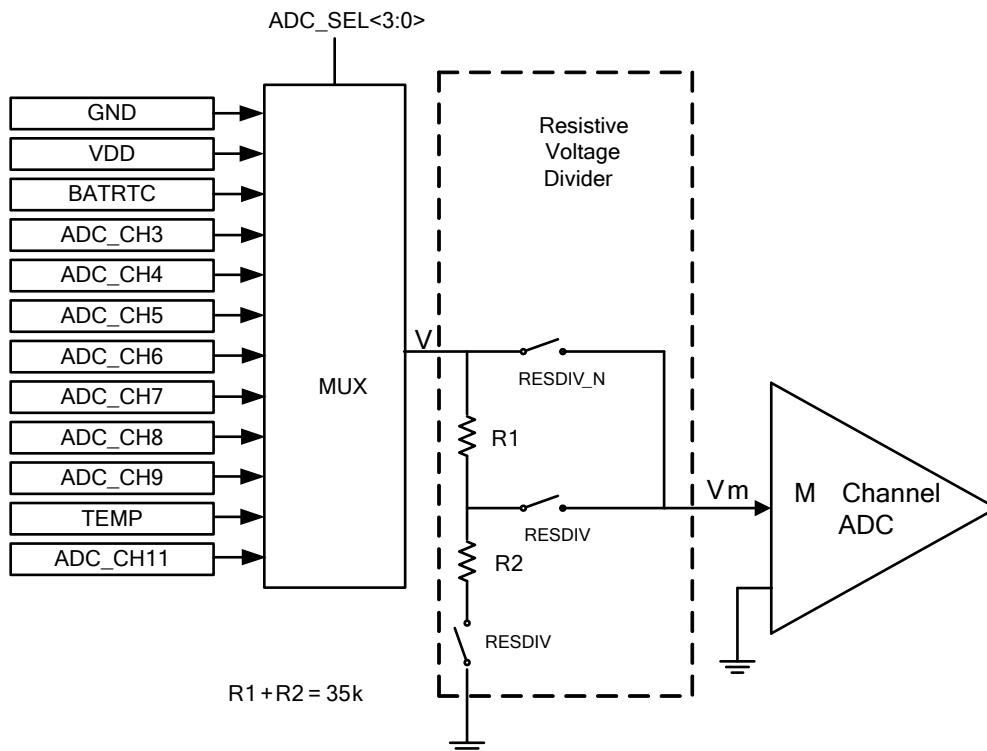 ADC_SEL<3:0>
GND
VDD
BATRTC
ADC_CH3
ADC_CH4
ADC_CH5
ADC_CH6
ADC_CH7
ADC_CH8
ADC_CH9
TEMP
ADC_CH11
MUX
V
Resistive
Voltage
Divider
RESDIV_N
R1
RESDIV
R2
RESDIV
Vm
M Channel
ADC
R1+R2 = 35k